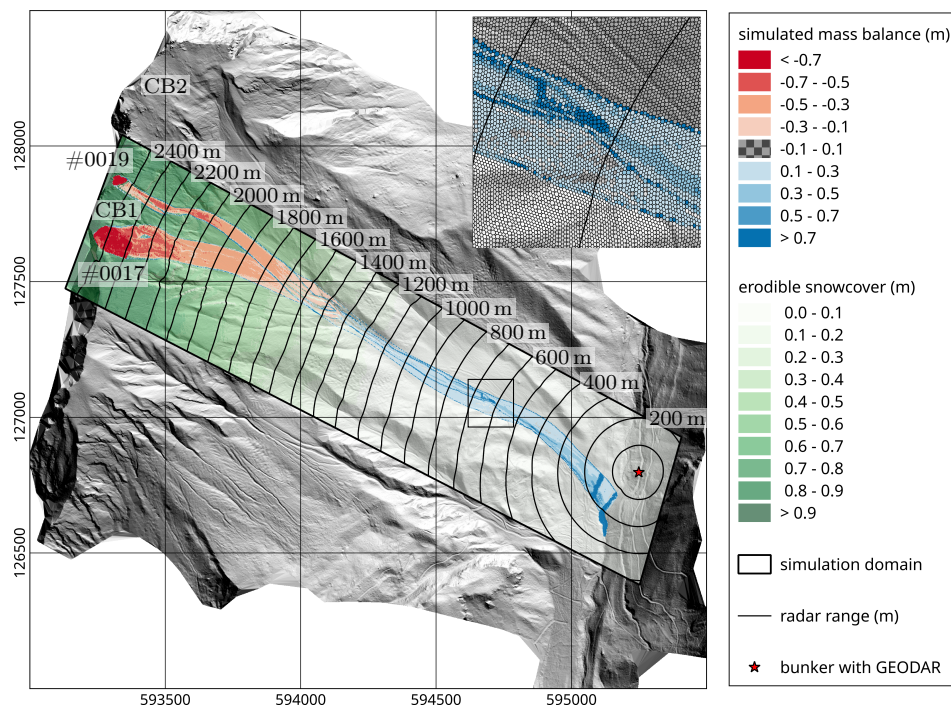 CB2
#0019
CB1
#0017
2400 m
2200 m
2000 m
1800 m
1600 m
1400 m
1200 m
1000 m
800 m
600 m
400 m
200 m
128000
127500
127000
126500
593500
594000
594500
595000
simulated mass balance (m)
< -0.7
-0.7 - -0.5
-0.5 - -0.3
-0.3 - -0.1
-0.1 - 0.1
0.1 - 0.3
0.3 - 0.5
0.5 - 0.7
> 0.7
erodible snowcover (m)
0.0 - 0.1
0.1 - 0.2
0.2 - 0.3
0.3 - 0.4
0.4 - 0.5
0.5 - 0.6
0.6 - 0.7
0.7 - 0.8
0.8 - 0.9
> 0.9
simulation domain
radar range (m)
bunker with GEODAR